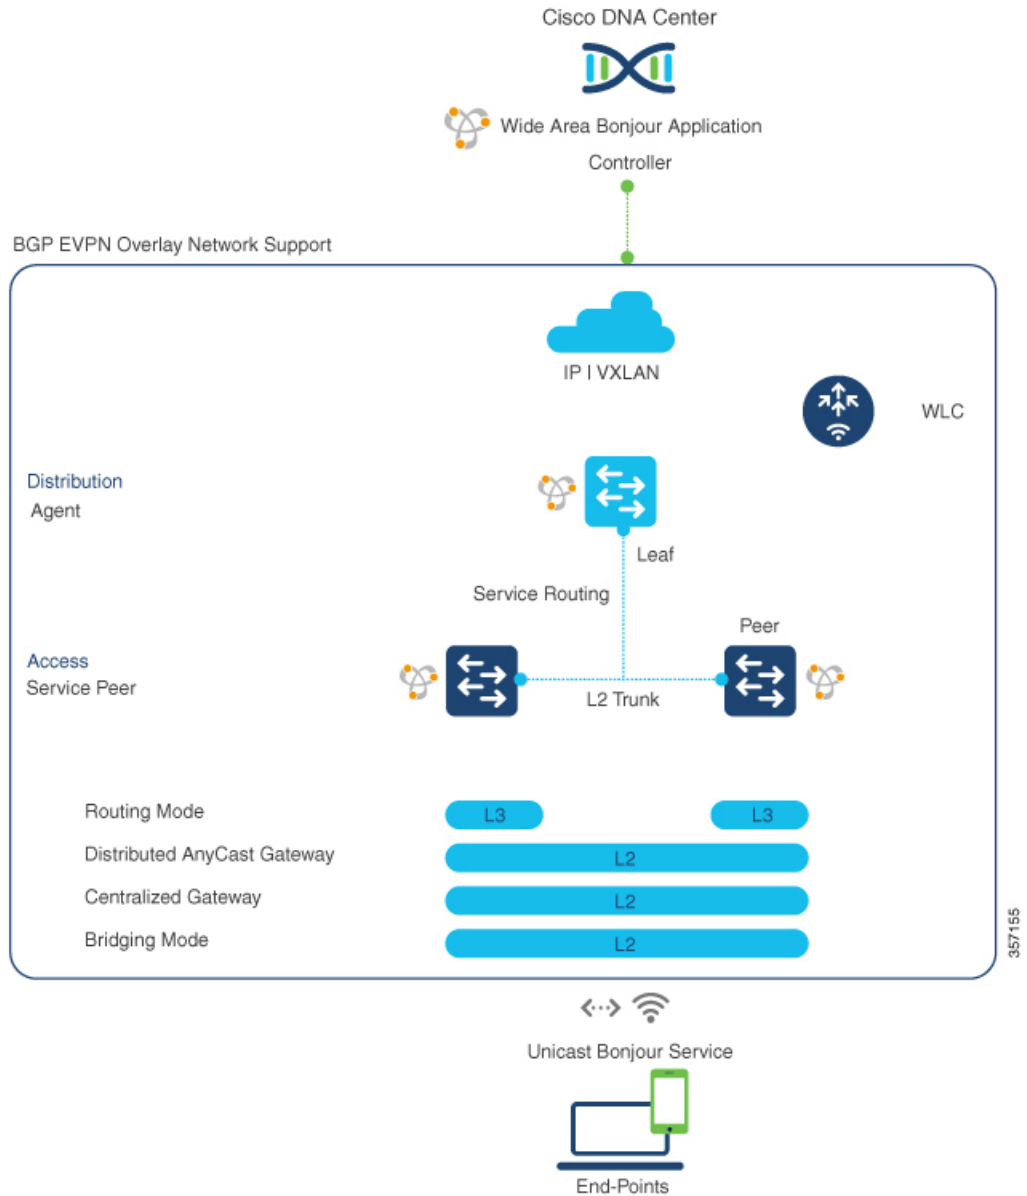 Cisco DNA Center
Wide Area Bonjour Application
Controller
BGP EVPN Overlay Network Support
IP | VXLAN
WLC
Distribution
Agent
Leaf
Service Routing
Peer
Access
Service Peer
L2 Trunk
Routing Mode
L3
L3
Distributed AnyCast Gateway
L2
Centralized Gateway
L2
Bridging Mode
L2
357155
Unicast Bonjour Service
End-Points